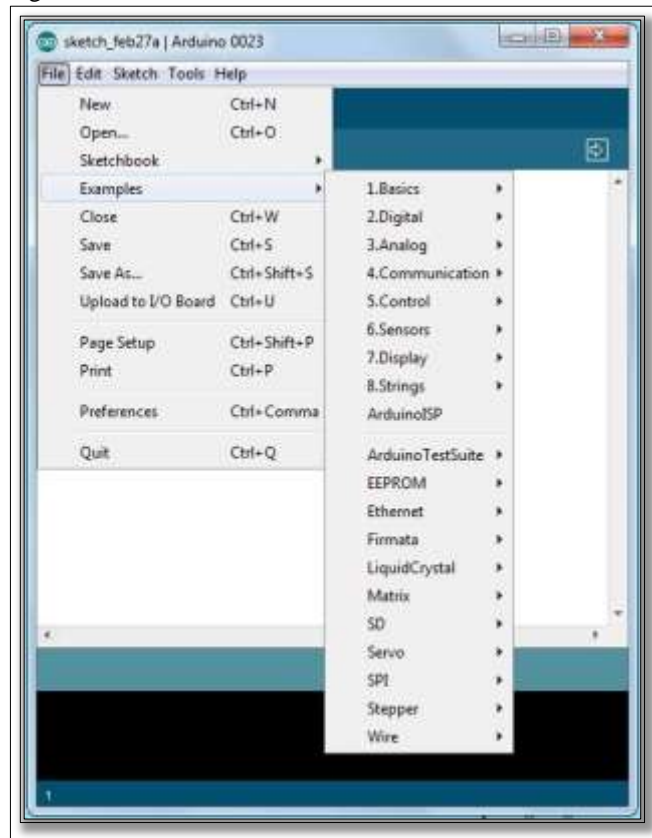 sketch_feb27a | Arduino 0023
File Edit Sketch Tools Help
New Ctrl+N
Open... Ctrl+O
Sketchbook
Examples
Close Ctrl+W
Save Ctrl+S
Save As... Ctrl+Shift+S
Upload to I/O Board Ctrl+U
Page Setup Ctrl+Shift+P
Print Ctrl+P
Preferences Ctrl+Comma
Quit Ctrl+Q
1.Basics
2.Digital
3.Analog
4.Communication
5.Control
6.Sensors
7.Display
8.Strings
ArduinoISP
ArduinoTestSuite
EEPROM
Ethernet
Firmata
LiquidCrystal
Matrix
SD
Servo
SPI
Stepper
Wire
1